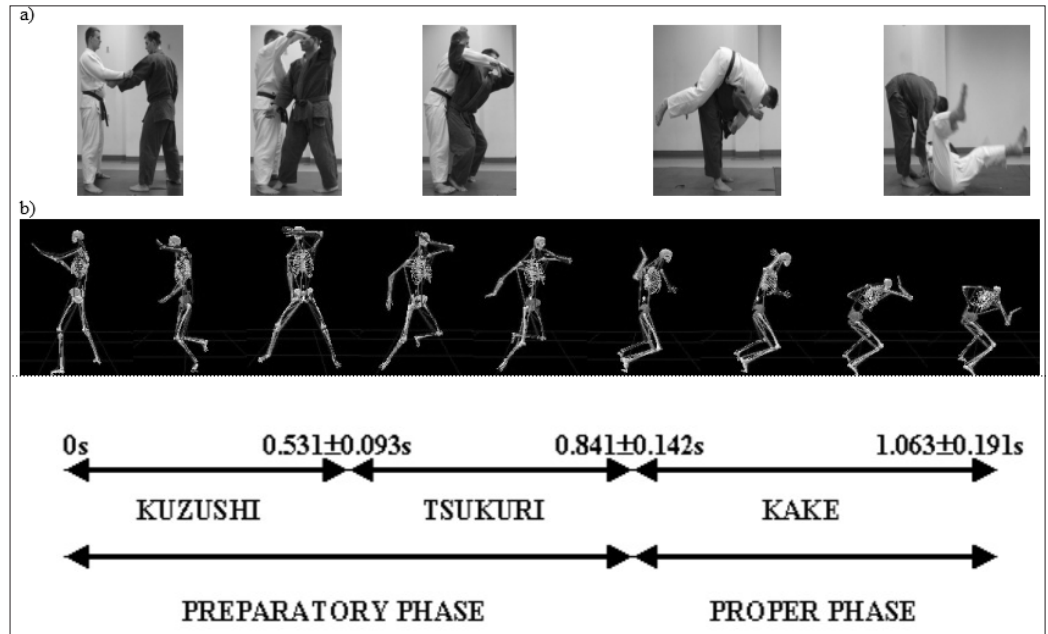 a)
b)
0s 0.531±0.093s 0.841±0.142s 1.063±0.191s
KUZUSHI TSUKURI KAKE
PREPARATORY PHASE PROPER PHASE